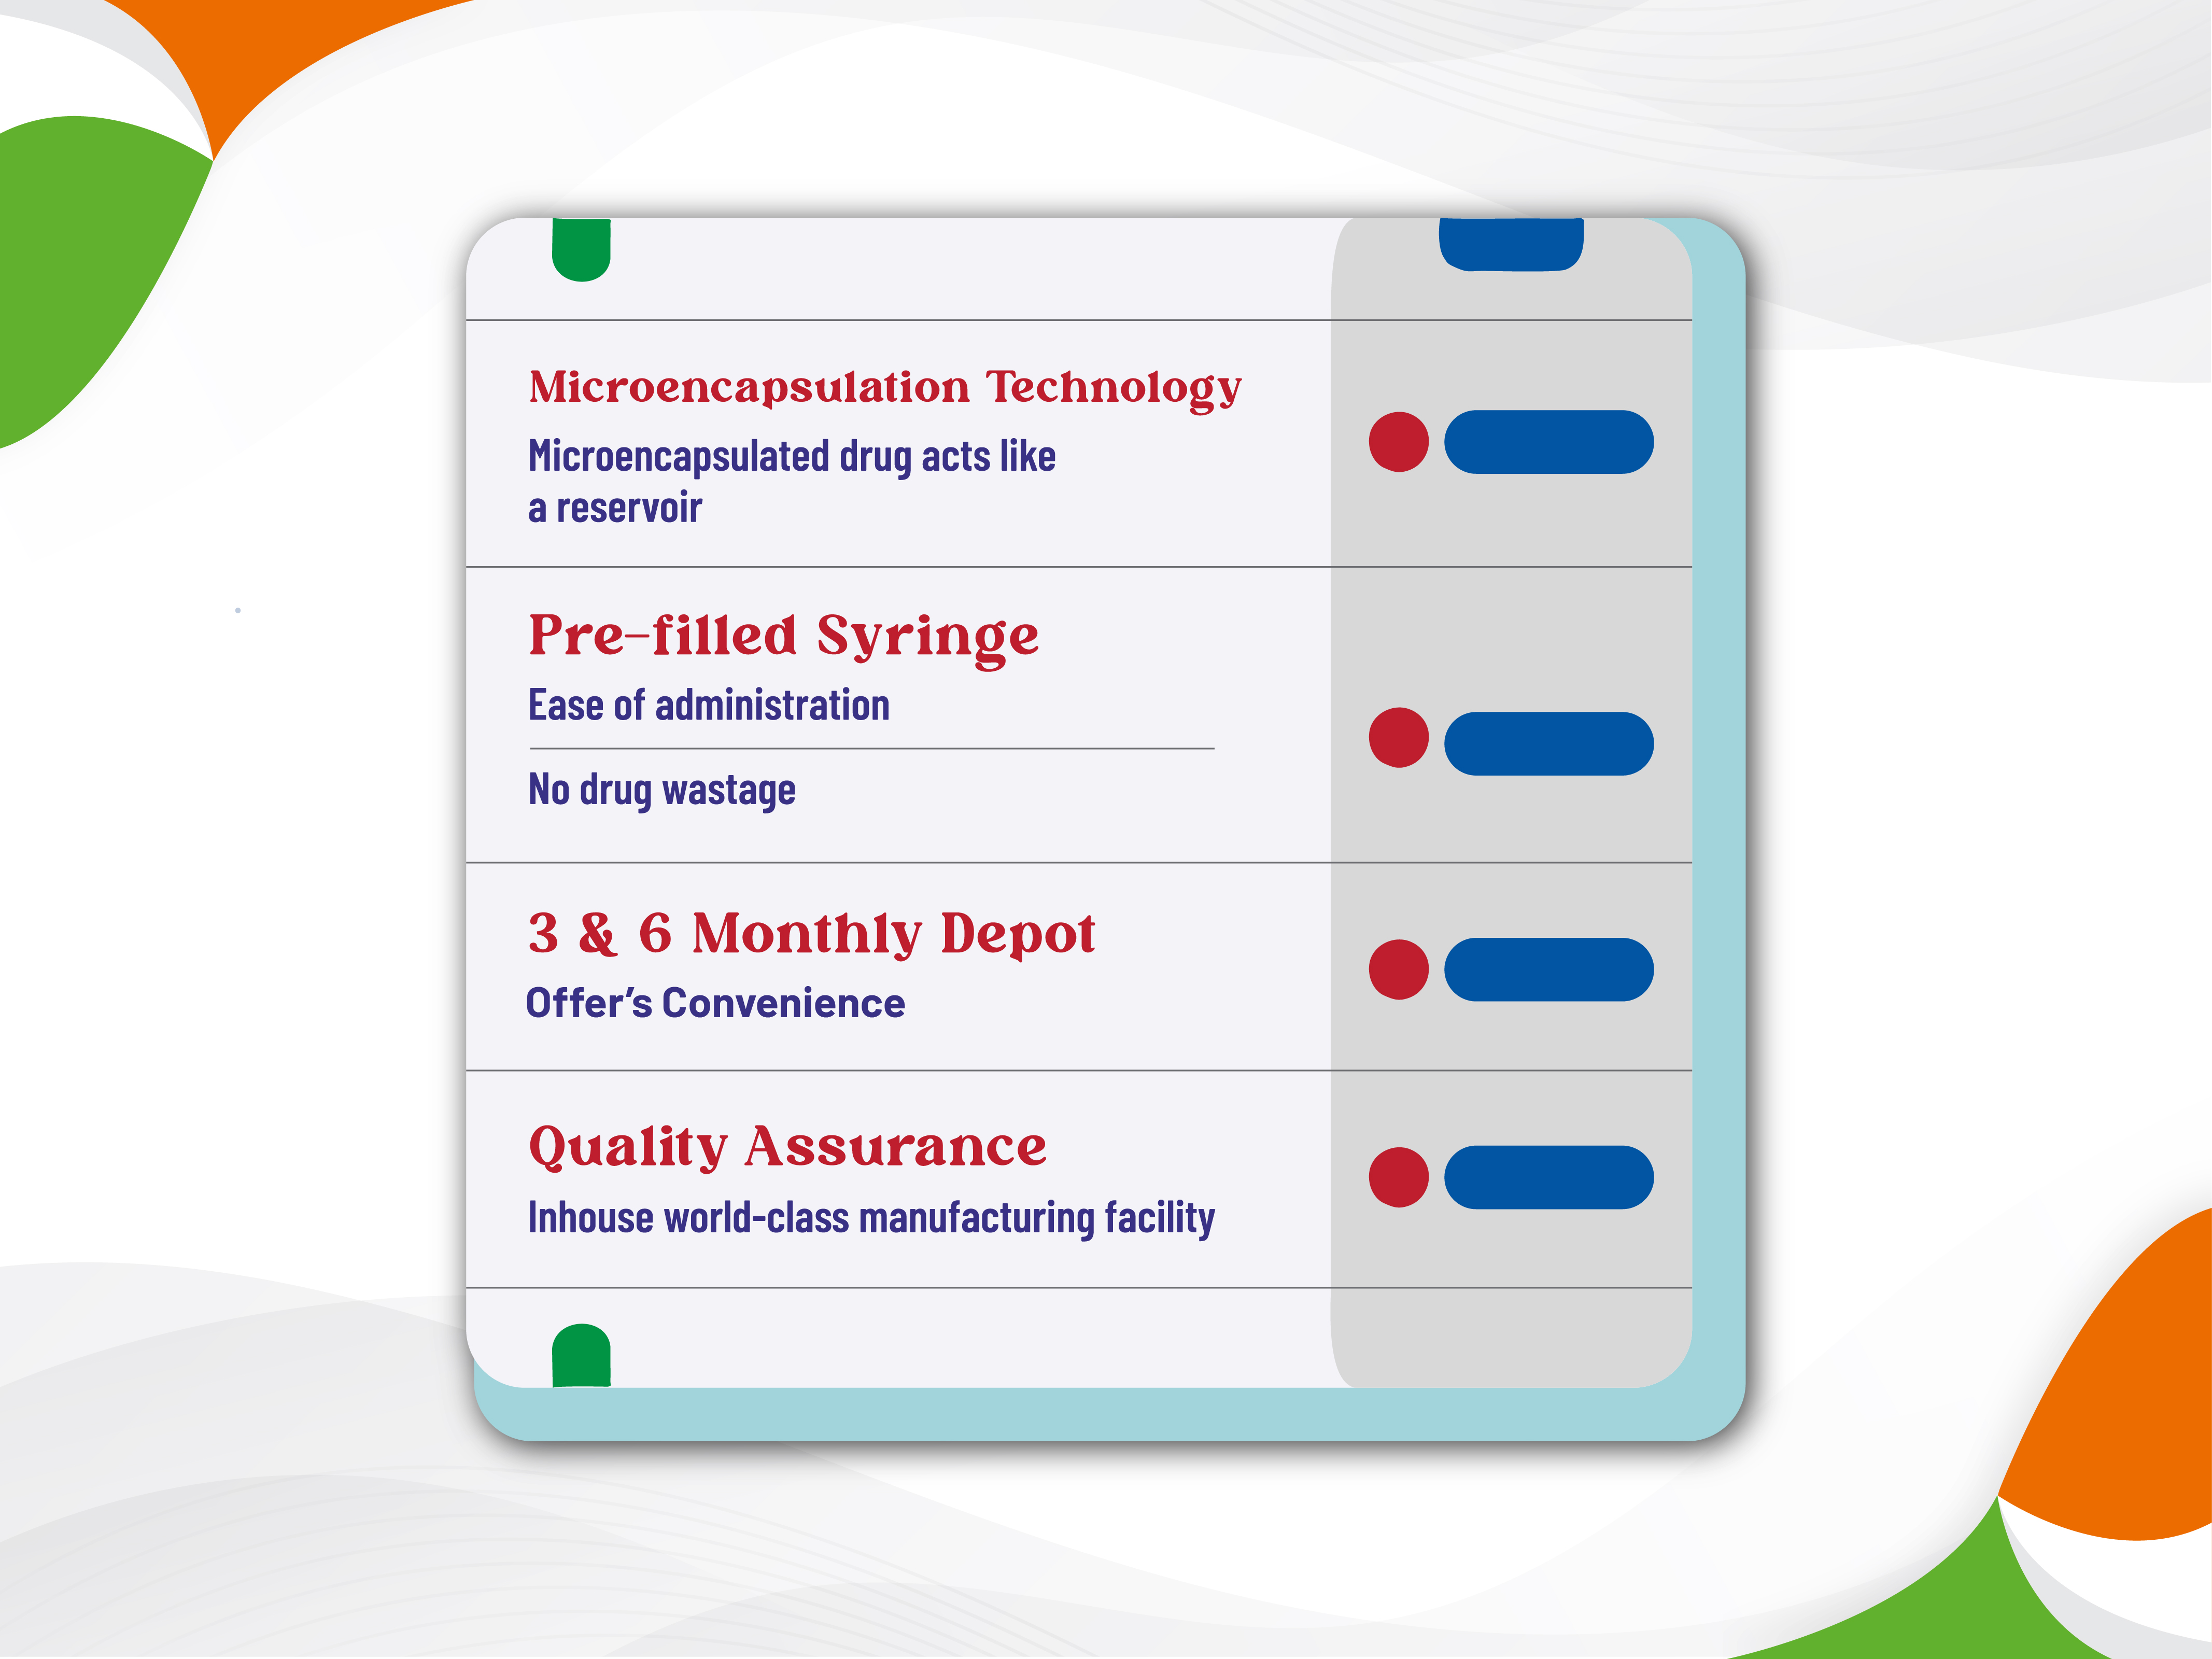 Microencapsulation Technology
Microencapsulated drug acts like
a reservoir
Pre-filled Syringe
Ease of administration
No drug wastage
3 & 6 Monthly Depot
Offer’s Convenience
Quality Assurance
Inhouse world-class manufacturing facility